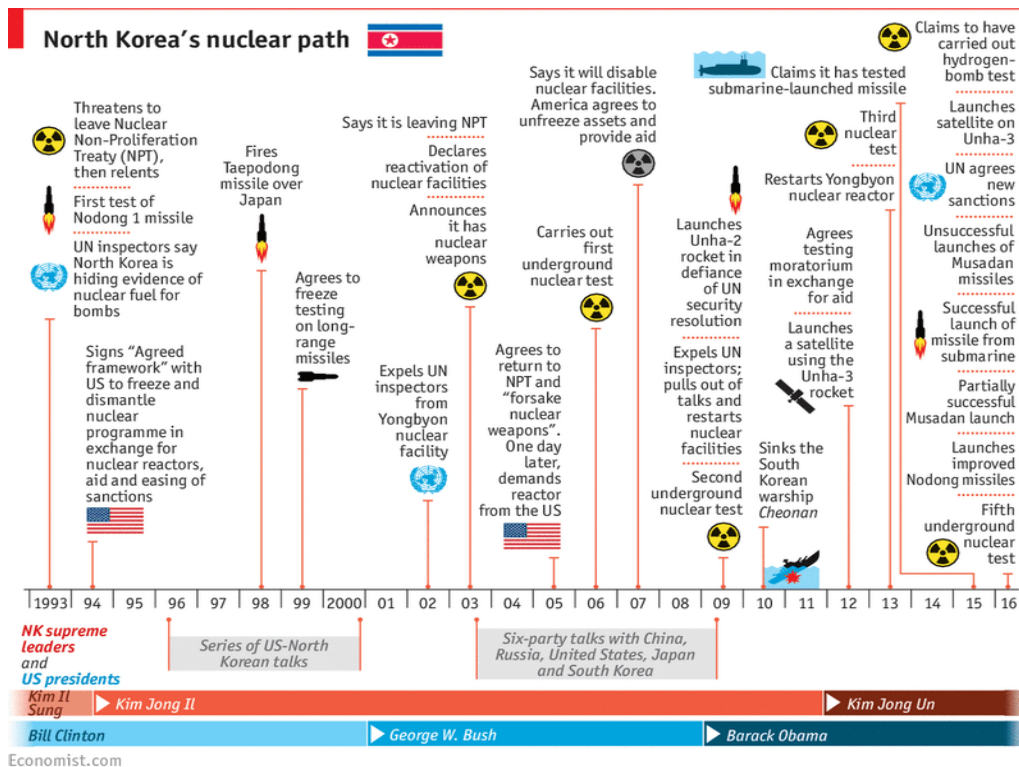 North Korea's nuclear path
Threatens to
leave Nuclear
Non-Proliferation
Treaty (NPT),
then relents
First test of
Nodong 1 missile
UN inspectors say
North Korea is
hiding evidence of
nuclear fuel for
bombs
Signs “Agreed
framework” with
US to freeze and
dismantle
nuclear
programme in
exchange for
nuclear reactors,
aid and easing of
sanctions
Fires
Taepodong
missile over
Japan
Agrees to
freeze
testing
on long-
range
missiles
Says it is leaving NPT
Declares
reactivation of
nuclear facilities
Announces
it has
nuclear
weapons
Expels UN
inspectors
from
Yongbyon
nuclear
facility
Says it will disable
nuclear facilities.
America agrees to
unfreeze assets and
provide aid
Carries out
first
underground
nuclear test
Agrees to
return to
NPT and
“forsake
nuclear
weapons”.
One day
later,
demands
reactor
from the US
Launches
Unha-2
rocket in
defiance of
UN
security
resolution
Expels UN
inspectors;
pulls out of
talks and
restarts
nuclear
facilities
Second
underground
nuclear test
Claims it has tested
submarine-launched missile
Third
nuclear
test
Restarts Yongbyon
nuclear reactor
Agrees
testing
moratorium
in exchange
for aid
Launches
a satellite
using the
Unha-3
rocket
Sinks the
South
Korean
warship
Cheonan
Claims to have
carried out
hydrogen-
bomb test
Launches
satellite on
Unha-3
UN agrees
new
sanctions
Unsuccessful
launches of
Musadan
missiles
Successful
launch of
missile from
submarine
Partially
successful
Musadan launch
Launches
improved
Nodong missiles
Fifth
underground
nuclear
test
1993 94 95 96 97 98 99 2000 01 02 03 04 05 06 07 08 09 10 11 12 13 14 15 16
NK supreme
leaders
and
US presidents
Series of US-North
Korean talks
Six-party talks with China,
Russia, United States, Japan
and South Korea
Kim Il
Sung
Kim Jong Il
Kim Jong Un
Bill Clinton
George W. Bush
Barack Obama
Economist.com